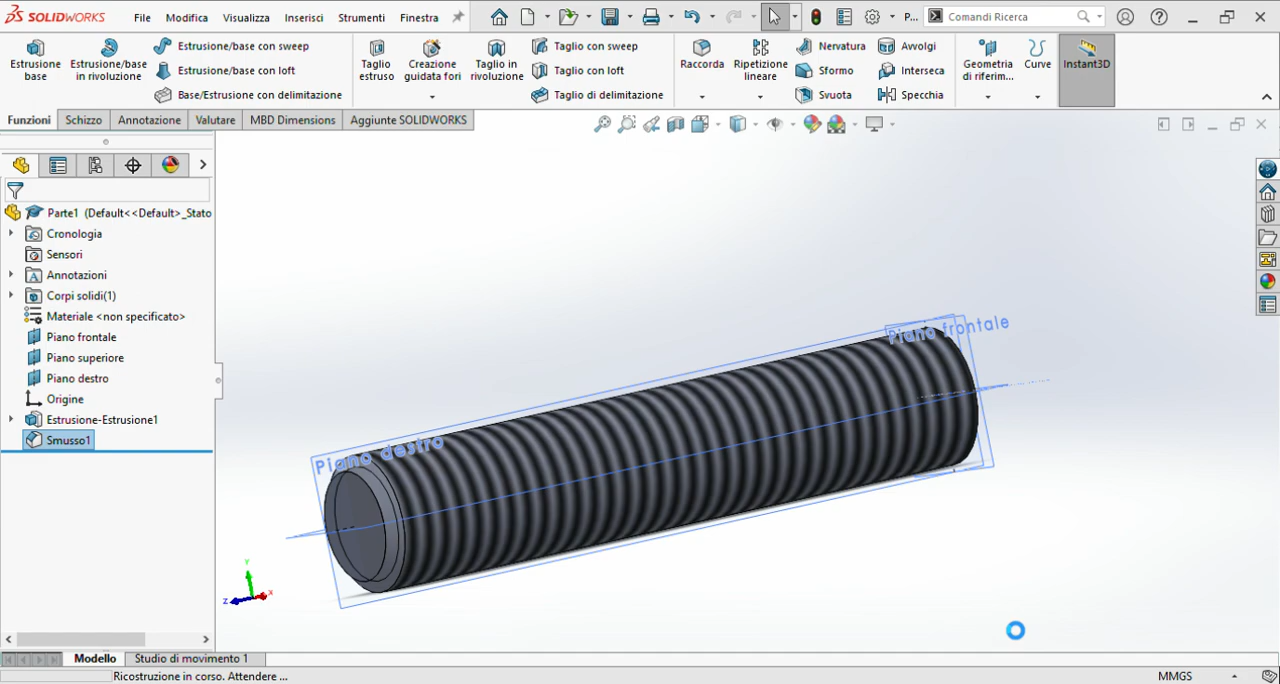 SOLIDWORKS
File
Modifica
Visualizza
Inserisci
Strumenti
Finestra
P...
Comandi Ricerca
Estrusione base
Estrusione/base in rivoluzione
Estrusione/base con sweep
Estrusione/base con loft
Base/Estrusione con delimitazione
Taglio estruso
Creazione guidata fori
Taglio in rivoluzione
Taglio con sweep
Taglio con loft
Taglio di delimitazione
Raccorda
Ripetizione lineare
Nervatura
Sformo
Svuota
Avvolgi
Interseca
Specchia
Geometria di riferim...
Curve
Instant3D
Funzioni
Schizzo
Annotazione
Valutare
MBD Dimensions
Aggiunte SOLIDWORKS
Parte1 (Default<<Default>_Stato
Cronologia
Sensori
Annotazioni
Corpi solidi(1)
Materiale <non specificato>
Piano frontale
Piano superiore
Piano destro
Origine
Estrusione-Estrusione1
Smusso1
Piano frontale
Piano destro
Y
X
Z
Modello
Studio di movimento 1
Ricostruzione in corso. Attendere ...
MMGS